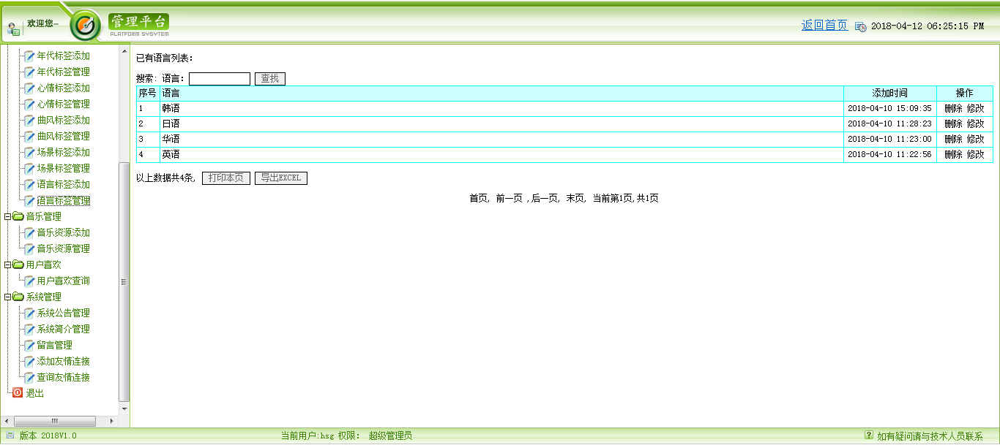 欢迎您—
管理平台
PLATFORM SYSYTEM
返回首页 2018-04-12 06:25:15 PM
年代标签添加
年代标签管理
心情标签添加
心情标签管理
曲风标签添加
曲风标签管理
场景标签添加
场景标签管理
语言标签添加
语言标签管理
音乐管理
音乐资源添加
音乐资源管理
用户喜欢
用户喜欢查询
系统管理
系统公告管理
系统简介管理
留言管理
添加友情连接
查询友情连接
退出
已有语言列表：
搜索: 语言： 查找
序号 语言 添加时间 操作
1 韩语 2018-04-10 15:09:35 删除 修改
2 日语 2018-04-10 11:28:23 删除 修改
3 华语 2018-04-10 11:23:00 删除 修改
4 英语 2018-04-10 11:22:56 删除 修改
以上数据共4条, 打印本页 导出EXCEL
首页, 前一页 ,后一页, 末页, 当前第1页,共1页
版本 2018V1.0 当前用户:hsg 权限： 超级管理员 如有疑问请与技术人员联系